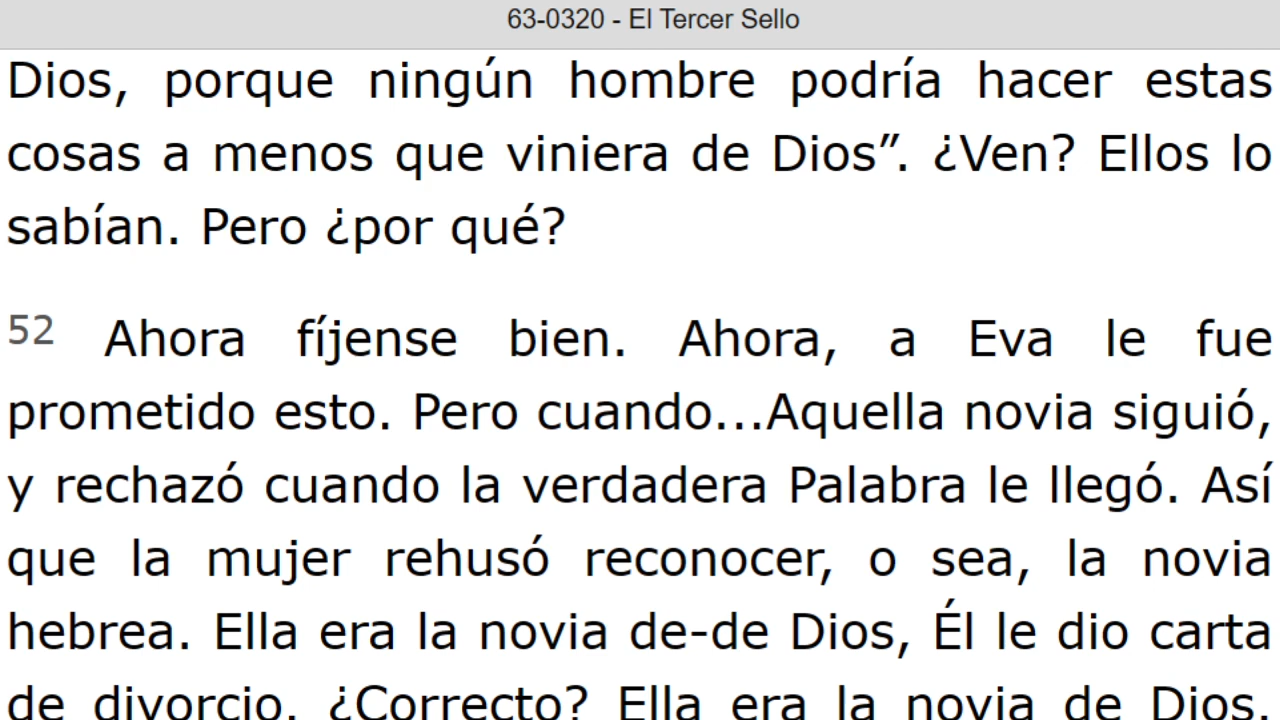 63-0320 - El Tercer Sello
Dios, porque ningún hombre podría hacer estas
cosas a menos que viniera de Dios”. ¿Ven? Ellos lo
sabían. Pero ¿por qué?
52 Ahora fíjense bien. Ahora, a Eva le fue
prometido esto. Pero cuando...Aquella novia siguió,
y rechazó cuando la verdadera Palabra le llegó. Así
que la mujer rehusó reconocer, o sea, la novia
hebrea. Ella era la novia de-de Dios, Él le dio carta
de divorcio. ¿Correcto? Ella era la novia de Dios.